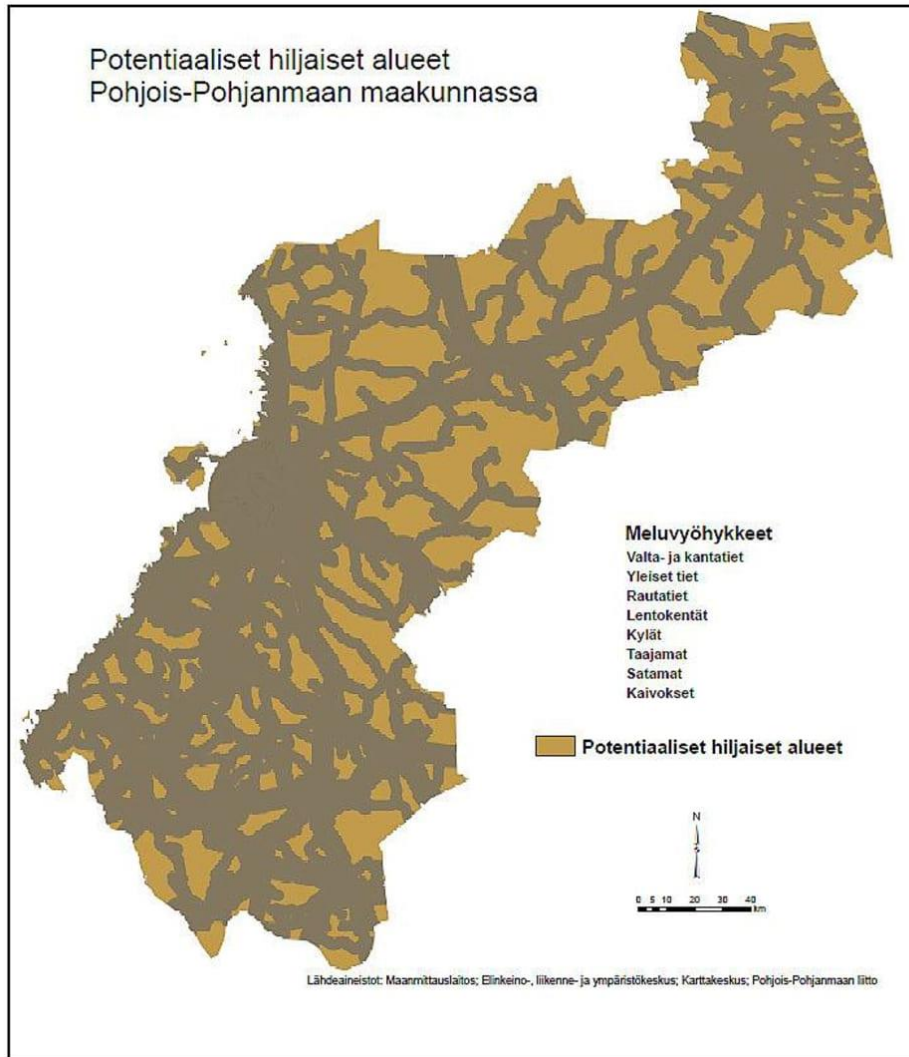 Potentiaaliset hiljaiset alueet
Pohjois-Pohjanmaan maakunnassa
Meluvyöhykkeet
Valta- ja kantatiet
Yleiset tiet
Rautatiet
Lentokentät
Kylät
Taajamat
Satamat
Kaivokset
Potentiaaliset hiljaiset alueet
N
0 5 10 20 30 40
km
Lähdeaineistot: Maanmittauslaitos; Elinkeino-, liikenne- ja ympäristökeskus; Karttakeskus; Pohjois-Pohjanmaan liitto